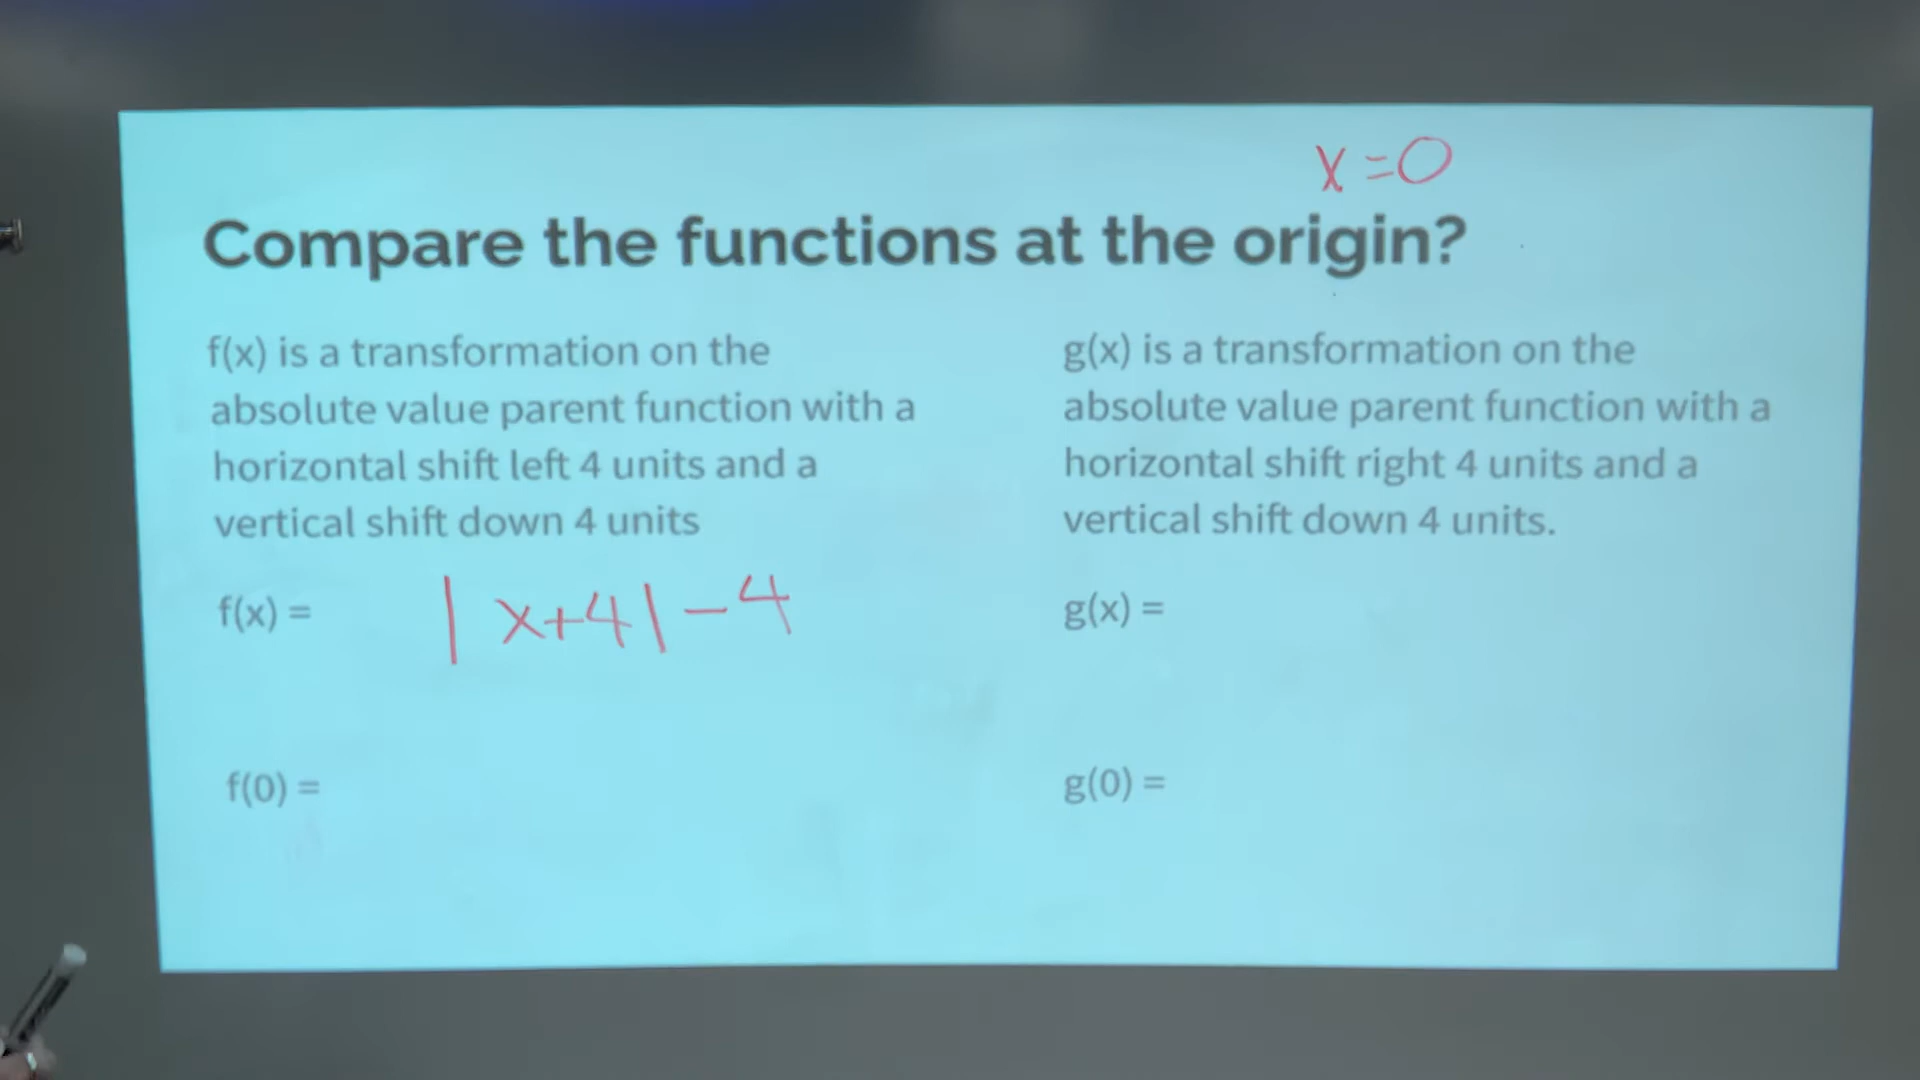 x=0
Compare the functions at the origin?
f(x) is a transformation on the
absolute value parent function with a
horizontal shift left 4 units and a
vertical shift down 4 units
f(x) = |x+4|-4
f(0) =
g(x) is a transformation on the
absolute value parent function with a
horizontal shift right 4 units and a
vertical shift down 4 units.
g(x) =
g(0) =